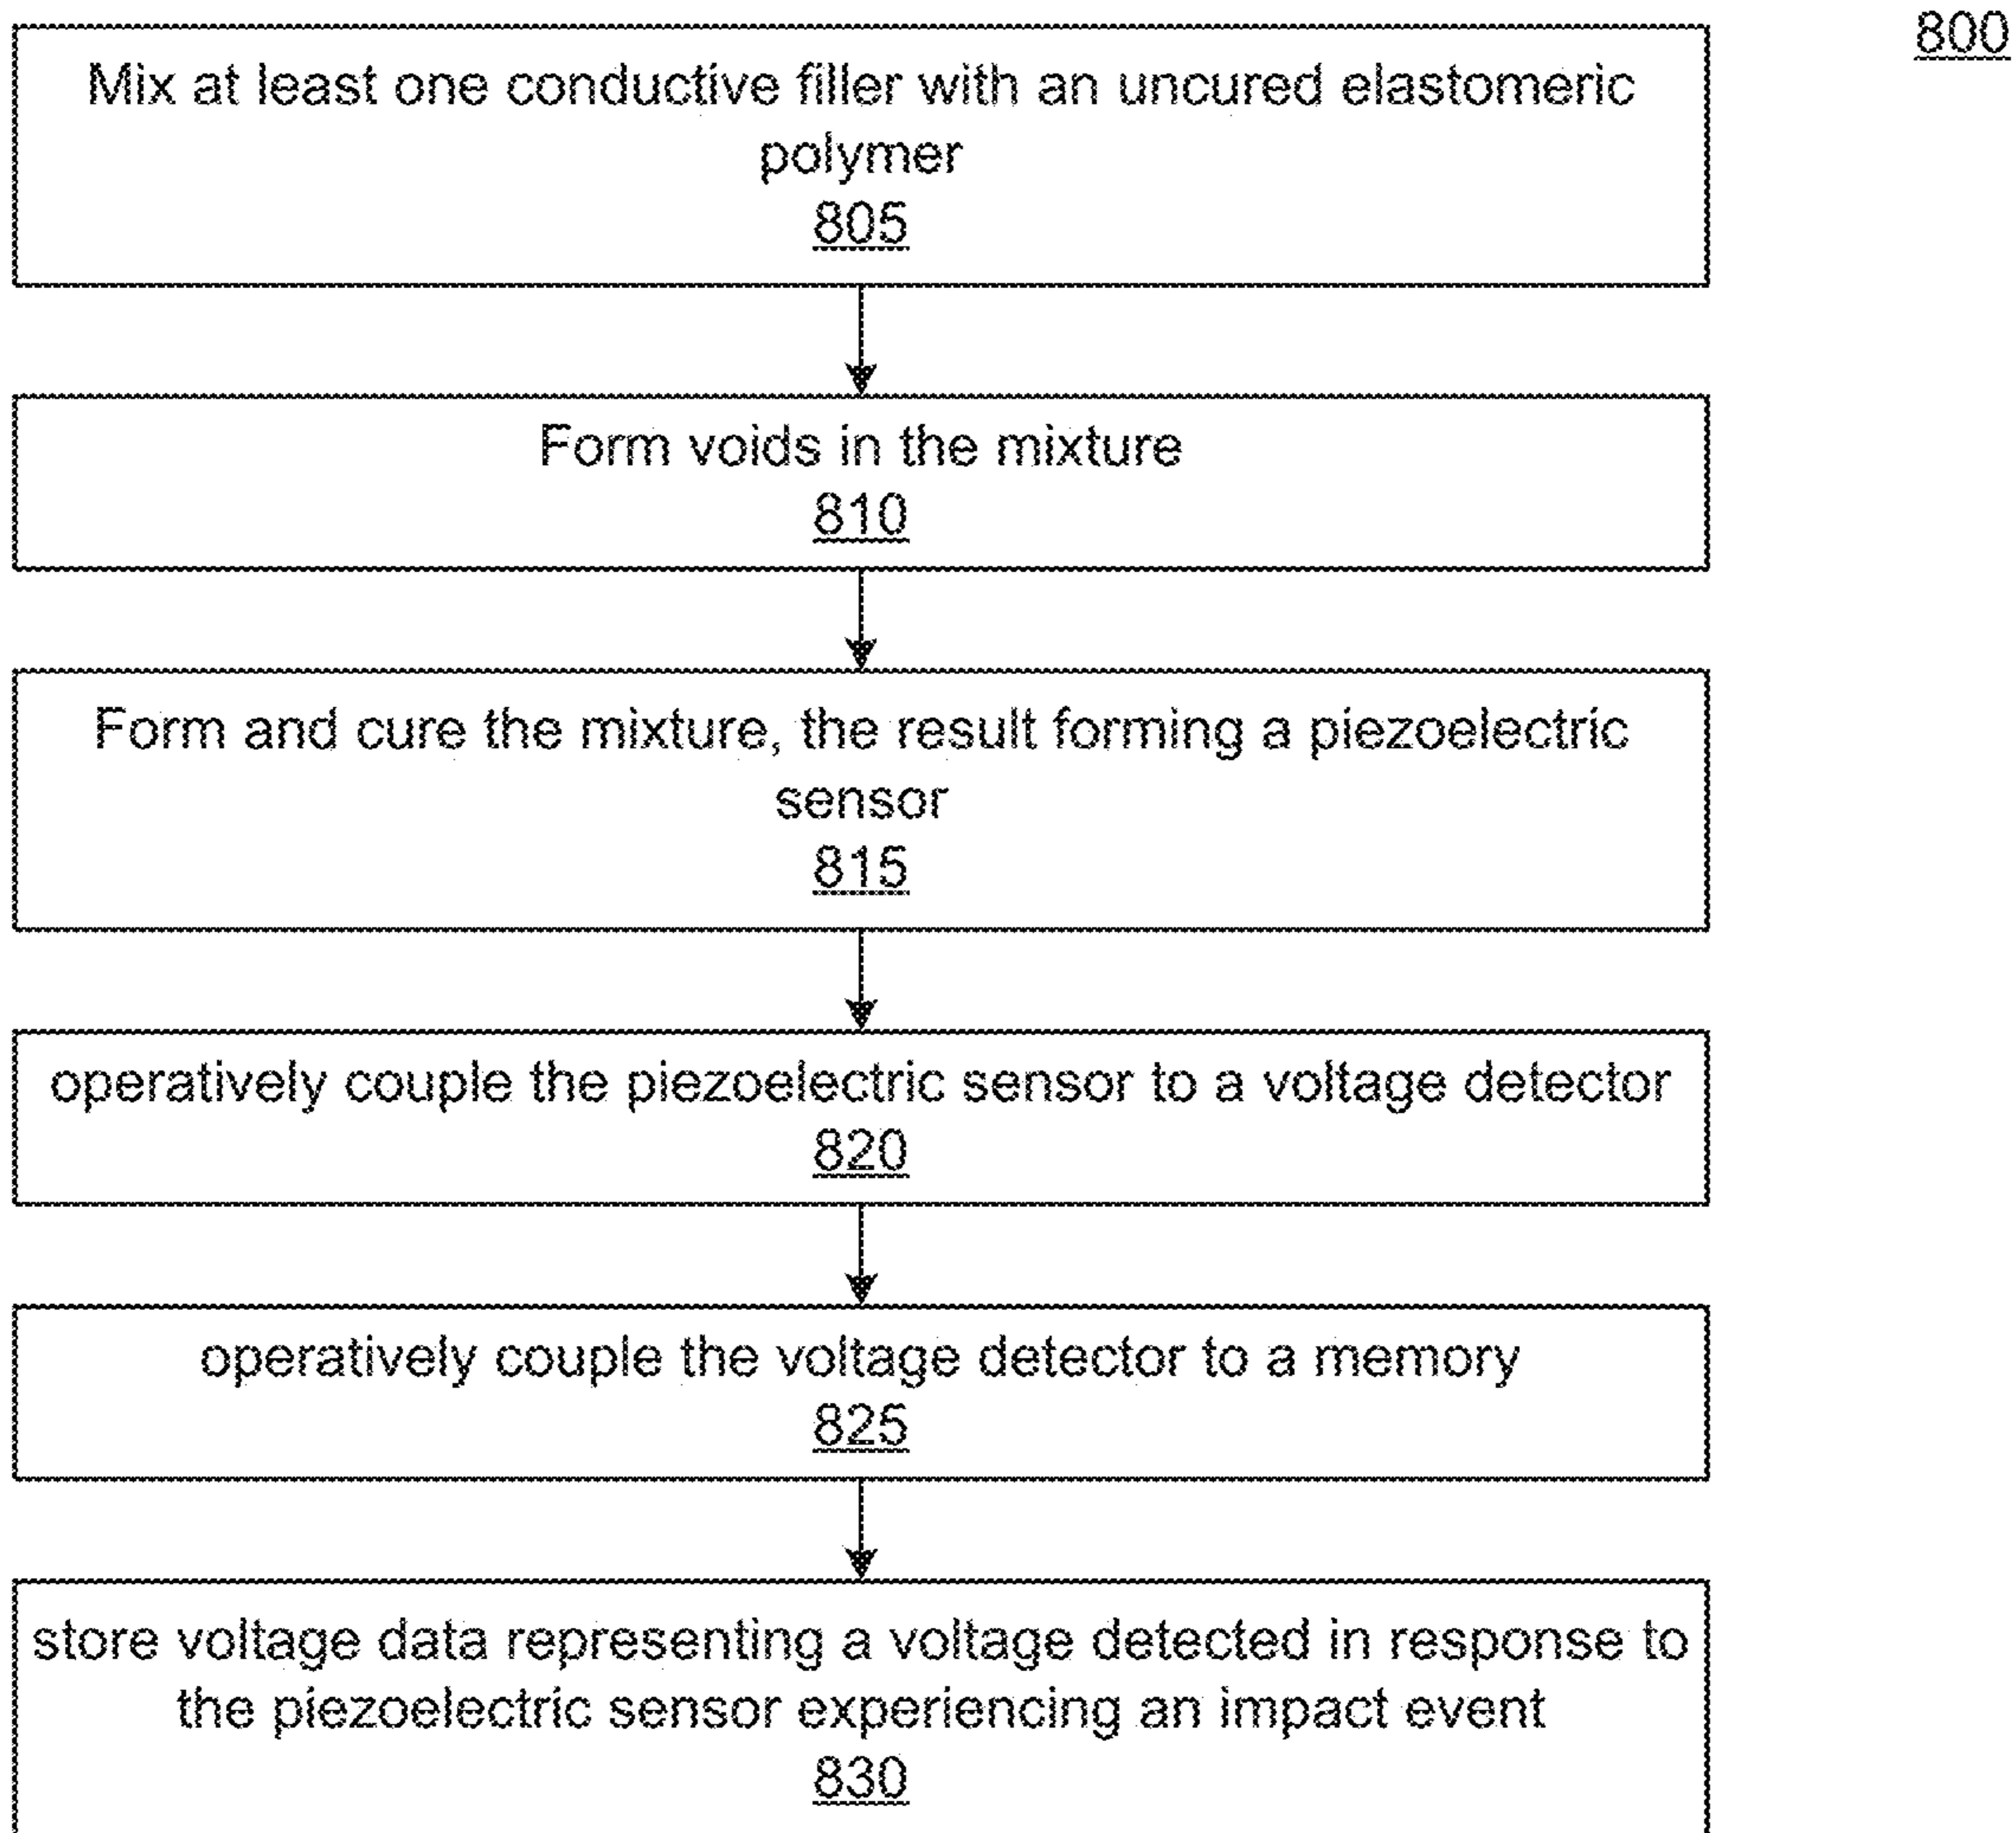 800
Mix at least one conductive filler with an uncured elastomeric
polymer
805
Form voids in the mixture
810
Form and cure the mixture, the result forming a piezoelectric
sensor
815
operatively couple the piezoelectric sensor to a voltage detector
820
operatively couple the voltage detector to a memory
825
store voltage data representing a voltage detected in response to
the piezoelectric sensor experiencing an impact event
830